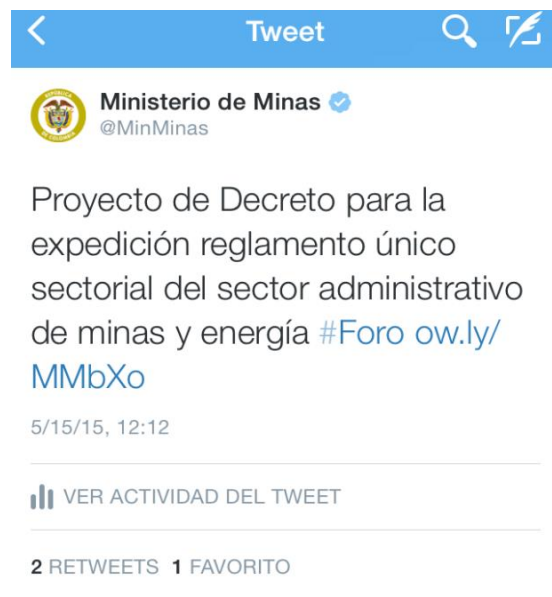 Tweet
Ministerio de Minas
@MinMinas
Proyecto de Decreto para la
expedición reglamento único
sectorial del sector administrativo
de minas y energía #Foro ow.ly/
MMbXo
5/15/15, 12:12
VER ACTIVIDAD DEL TWEET
2 RETWEETS 1 FAVORITO